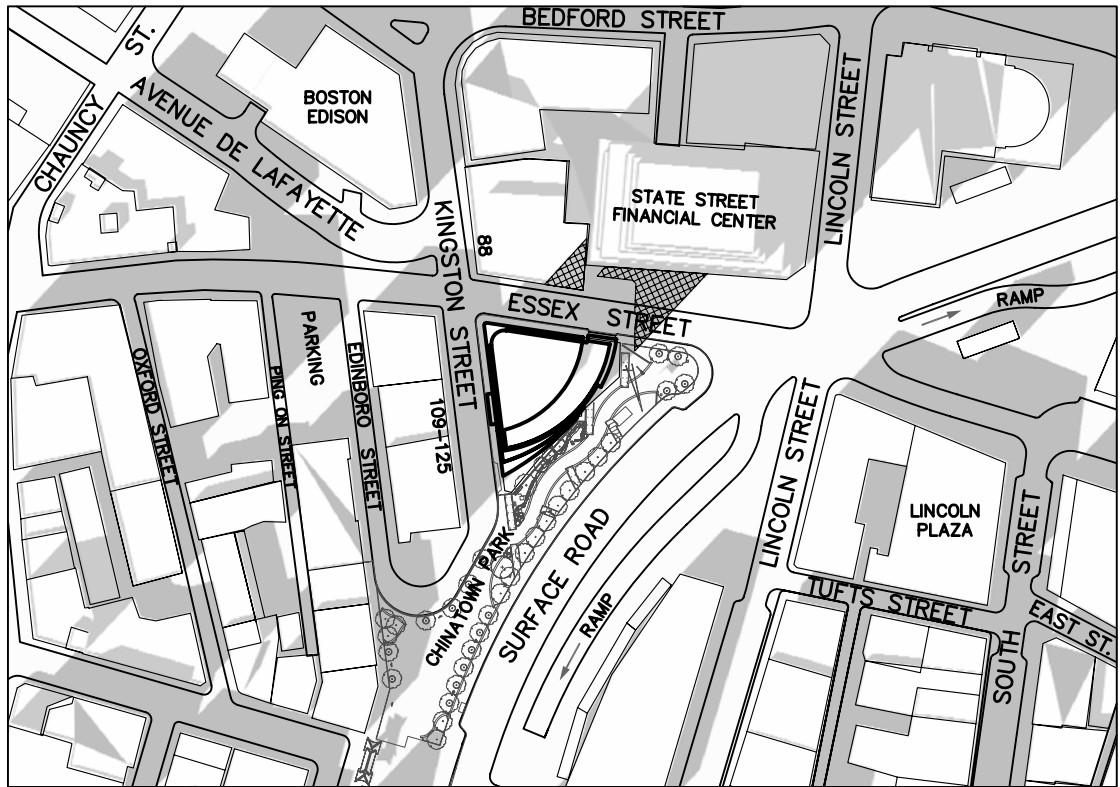 BEDFORD STREET
ST.
CHAUNCY
AVENUE DE LAFAYETTE
BOSTON
EDISON
LINCOLN STREET
STATE STREET
FINANCIAL CENTER
KINGSTON STREET
88
ESSEX STREET
RAMP
PARKING
OXFORD STREET
PING ON STREET
EDINBORO STREET
109-125
LINCOLN STREET
LINCOLN
PLAZA
CHINATOWN PARK
SURFACE ROAD
RAMP
TUFTS STREET
SOUTH STREET
EAST ST.